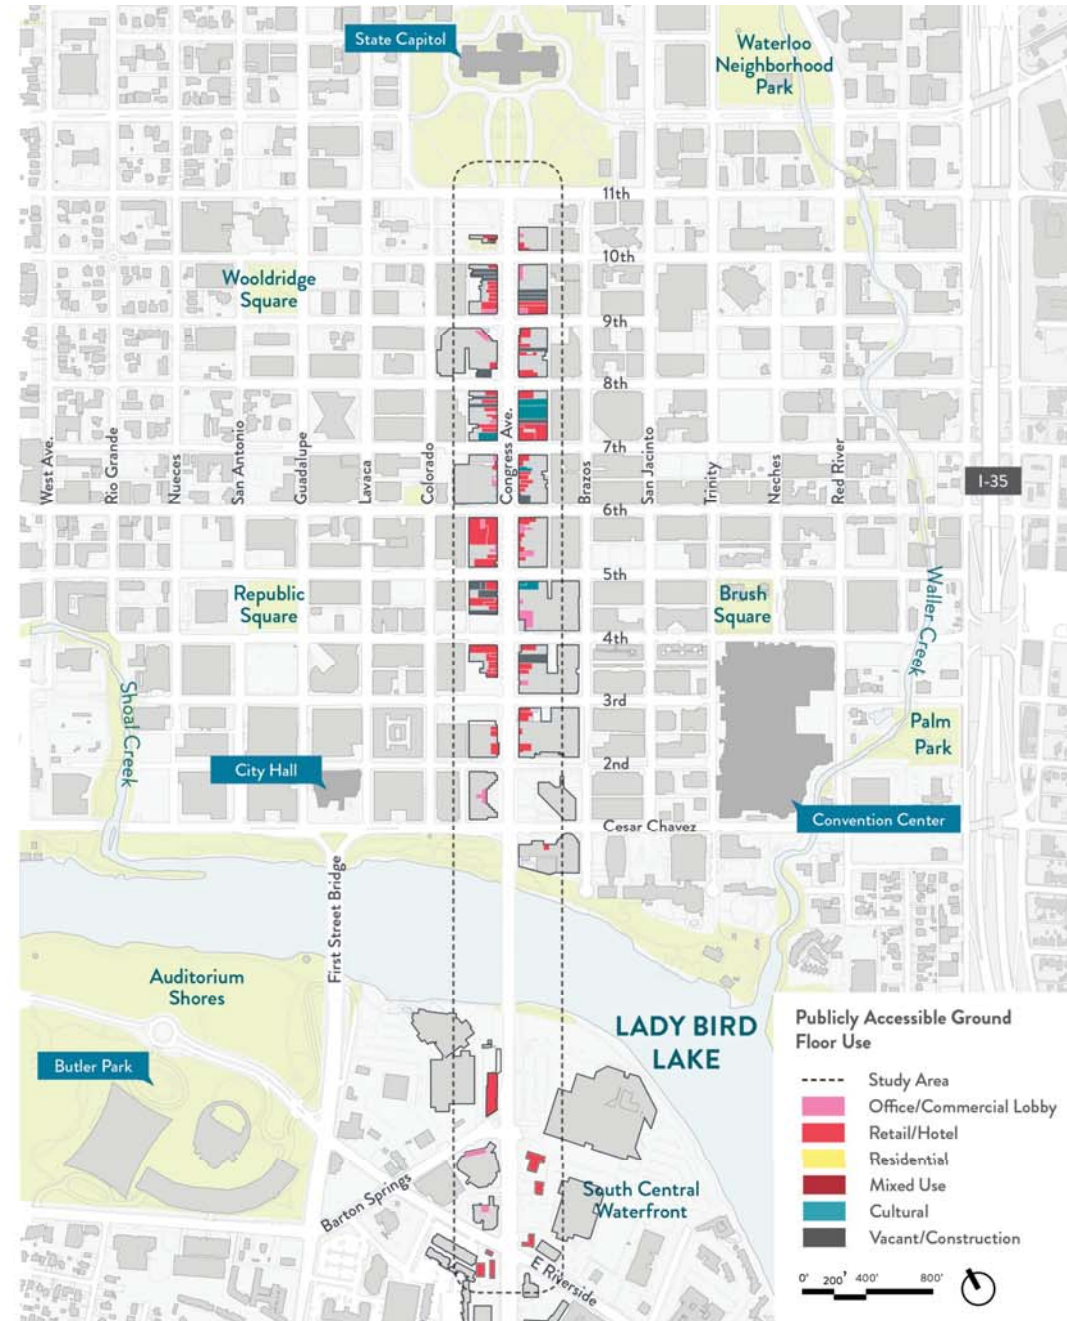 State Capitol
Waterloo
Neighborhood
Park
11th
10th
Wooldridge
Square
9th
8th
West Ave.
Rio Grande
Nueces
San Antonio
Guadalupe
Lavaca
Colorado
Congress Ave.
7th
Brazos
San Jacinto
Trinity
Neches
Red River
I-35
6th
5th
Republic
Square
Brush
Square
Waller Creek
4th
3rd
Shoal Creek
Palm
Park
2nd
City Hall
Convention Center
Cesar Chavez
First Street Bridge
Auditorium
Shores
LADY BIRD
LAKE
Butler Park
Barton Springs
South Central
Waterfront
E Riverside
Publicly Accessible Ground
Floor Use
Study Area
Office/Commercial Lobby
Retail/Hotel
Residential
Mixed Use
Cultural
Vacant/Construction
0' 200' 400' 800'